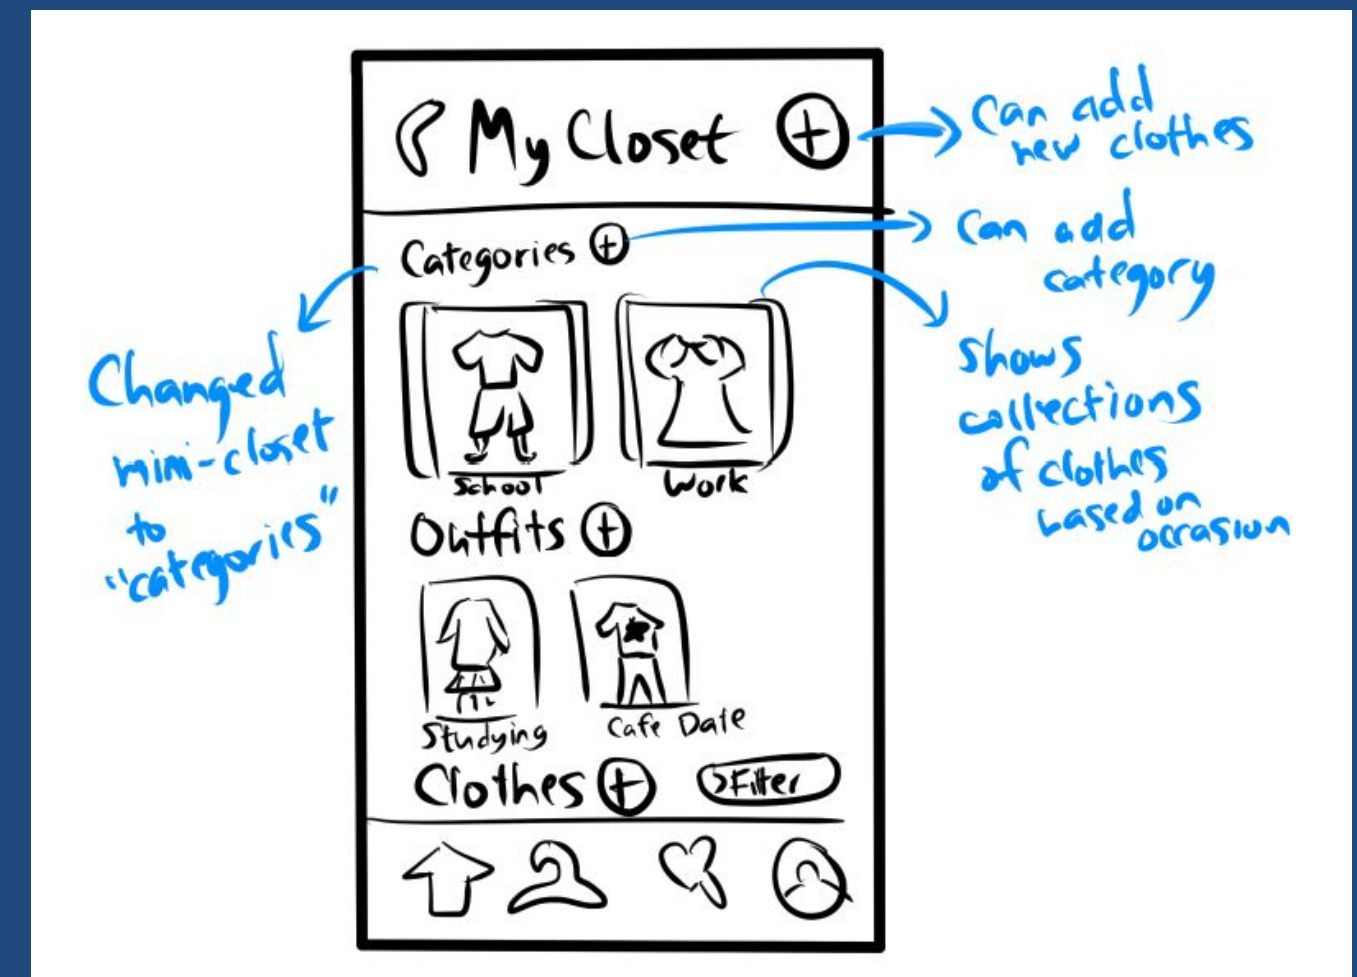 My Closet
Can add
new clothes
Categories
Can add
category
Changed
mini-closet
to
"categories"
Shows
collections
of clothes
based on
occasion
School
Work
Outfits
Studying
Cafe Date
Clothes
>Filter